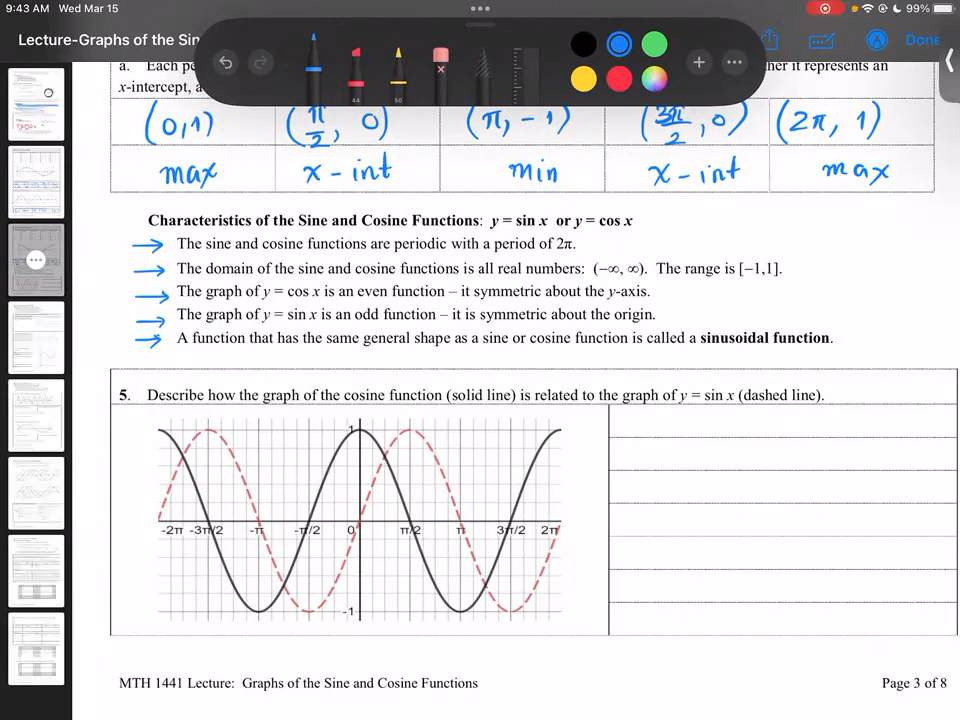 9:43 AM Wed Mar 15 99%
Lecture-Graphs of the Sin
Done
a. Each pe her it represents an
x-intercept, a
(0,1) (π/2, 0) (π, -1) (3π/2, 0) (2π, 1)
max x-int min x-int max
Characteristics of the Sine and Cosine Functions: y = sin x or y = cos x
The sine and cosine functions are periodic with a period of 2π.
The domain of the sine and cosine functions is all real numbers: (−∞, ∞). The range is [−1,1].
The graph of y = cos x is an even function – it symmetric about the y-axis.
The graph of y = sin x is an odd function – it is symmetric about the origin.
A function that has the same general shape as a sine or cosine function is called a sinusoidal function.
5. Describe how the graph of the cosine function (solid line) is related to the graph of y = sin x (dashed line).
1
-2π -3π/2 -π -π/2 0 π/2 π 3π/2 2π
-1
MTH 1441 Lecture: Graphs of the Sine and Cosine Functions Page 3 of 8